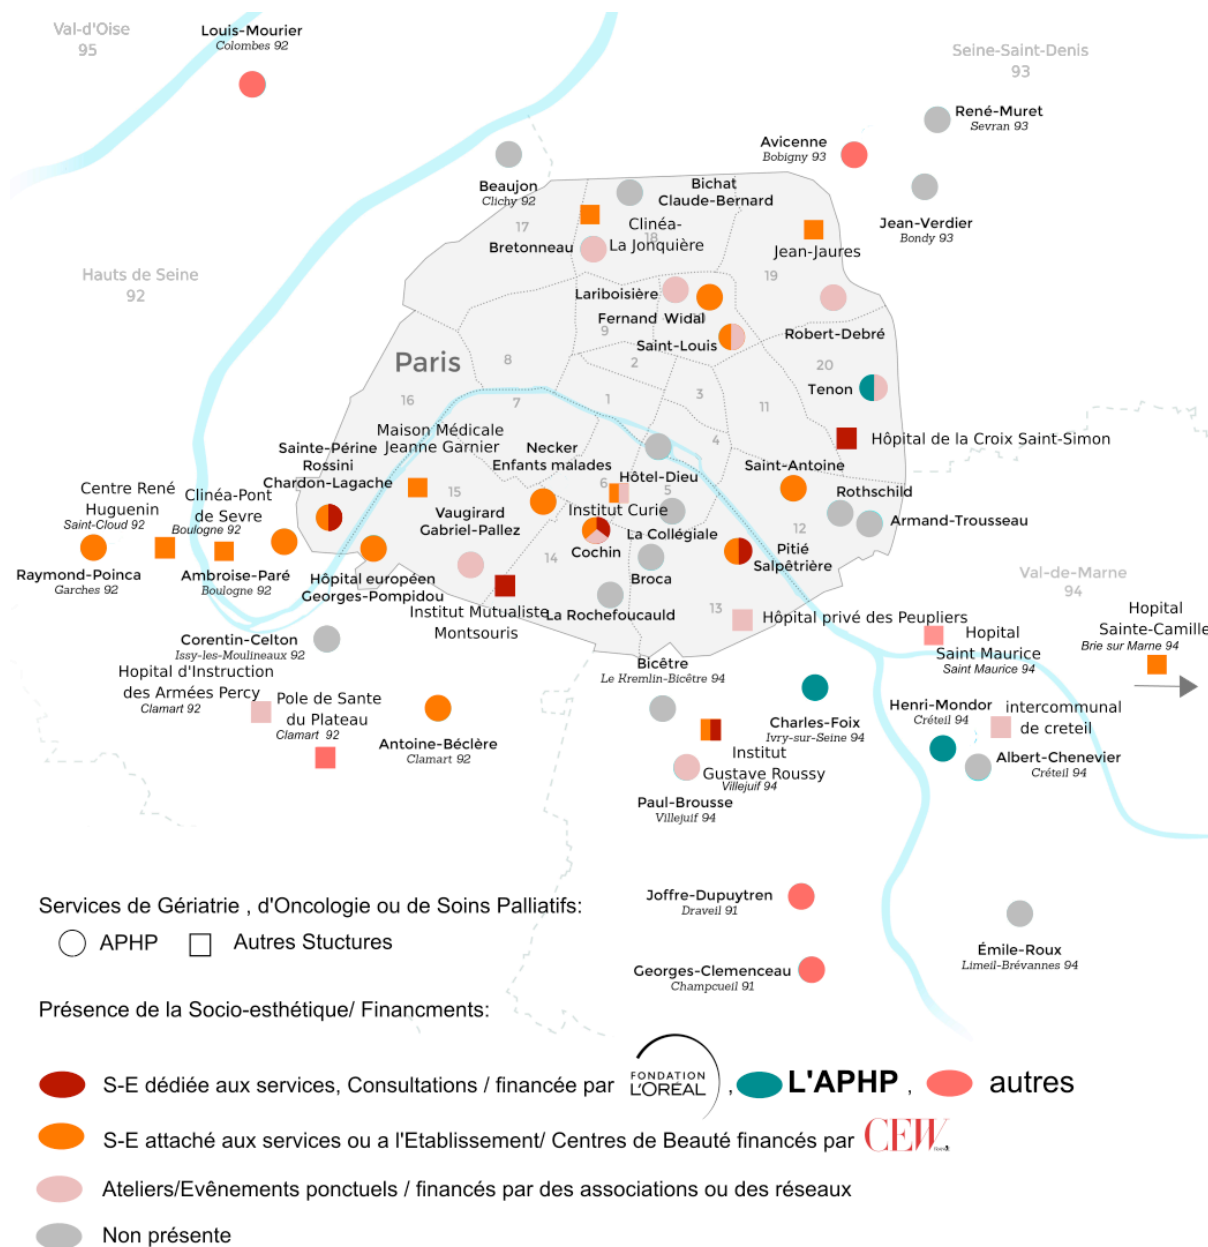 Val-d'Oise
95
Louis-Mourier
Colombes 92
Seine-Saint-Denis
93
René-Muret
Sevran 93
Avicenne
Bobigny 93
Beaujon
Clichy 92
Bichat
Claude-Bernard
Jean-Verdier
Bondy 93
17
Clinéa-
La Jonquière
18
Bretonneau
Jean-Jaures
19
Hauts de Seine
92
Lariboisière
Fernand Widal
9
Saint-Louis
Robert-Debré
Paris
8
2
3
20
Tenon
16
7
1
11
4
Maison Médicale
Jeanne Garnier
Sainte-Périne
Rossini
Chardon-Lagache
Necker
Enfants malades
Hôpital de la Croix Saint-Simon
Saint-Antoine
Hôtel-Dieu
6
5
15
Centre René
Huguenin
Saint-Cloud 92
Clinéa-Pont
de Sevre
Boulogne 92
Vaugirard
Gabriel-Pallez
Institut Curie
La Collégiale
Rothschild
Armand-Trousseau
12
Cochin
Pitié
Salpêtrière
14
Broca
Raymond-Poinca
Garches 92
Ambroise-Paré
Boulogne 92
Hôpital européen
Georges-Pompidou
Val-de-Marne
94
Institut Mutualiste
Montsouris
La Rochefoucauld
13
Hôpital privé des Peupliers
Hopital
Sainte-Camille
Brie sur Marne 94
Hopital
Saint Maurice
Saint Maurice 94
Corentin-Celton
Issy-les-Moulineaux 92
Hopital d'Instruction
des Armées Percy
Clamart 92
Pole de Sante
du Plateau
Clamart 92
Antoine-Béclère
Clamart 92
Bicêtre
Le Kremlin-Bicêtre 94
Charles-Foix
Ivry-sur-Seine 94
Henri-Mondor
Créteil 94
intercommunal
de creteil
Albert-Chenevier
Créteil 94
Institut
Gustave Roussy
Villejuif 94
Paul-Brousse
Villejuif 94
Joffre-Dupuytren
Draveil 91
Georges-Clemenceau
Champcueil 91
Émile-Roux
Limeil-Brévannes 94
Services de Gériatrie , d'Oncologie ou de Soins Palliatifs:
APHP Autres Stuctures
Présence de la Socio-esthétique/ Financments:
S-E dédiée aux services, Consultations / financée par FONDATION L'ORÉAL , L'APHP , autres
S-E attaché aux services ou a l'Etablissement/ Centres de Beauté financés par CEW
Ateliers/Evênements ponctuels / financés par des associations ou des réseaux
Non présente